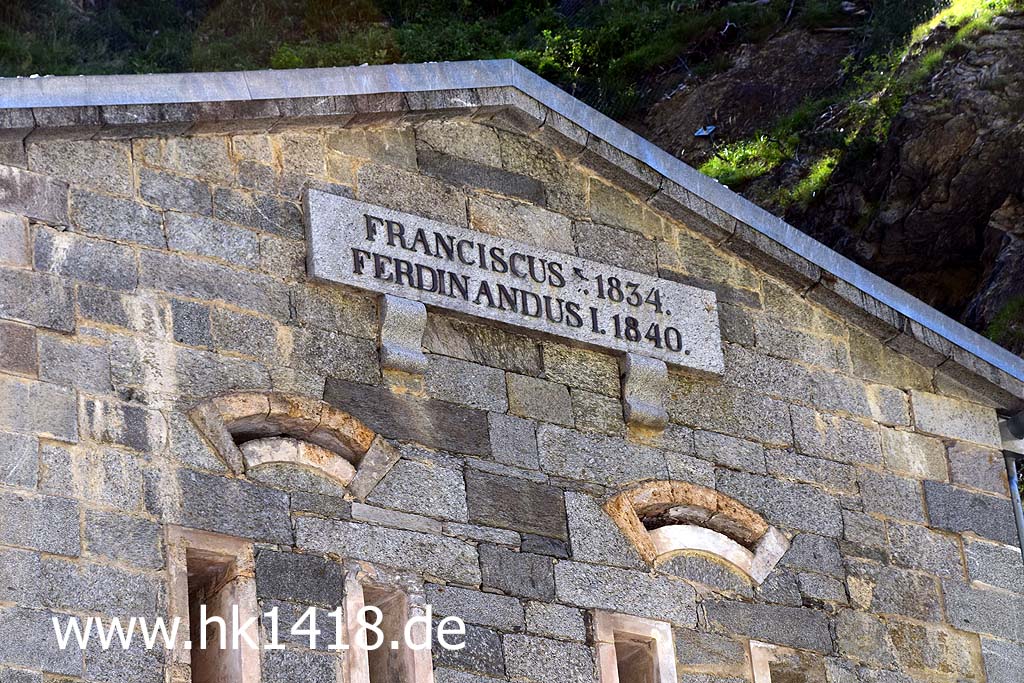 FRANCISCUS I. 1834.
FERDINANDUS I. 1840.
www.hk1418.de